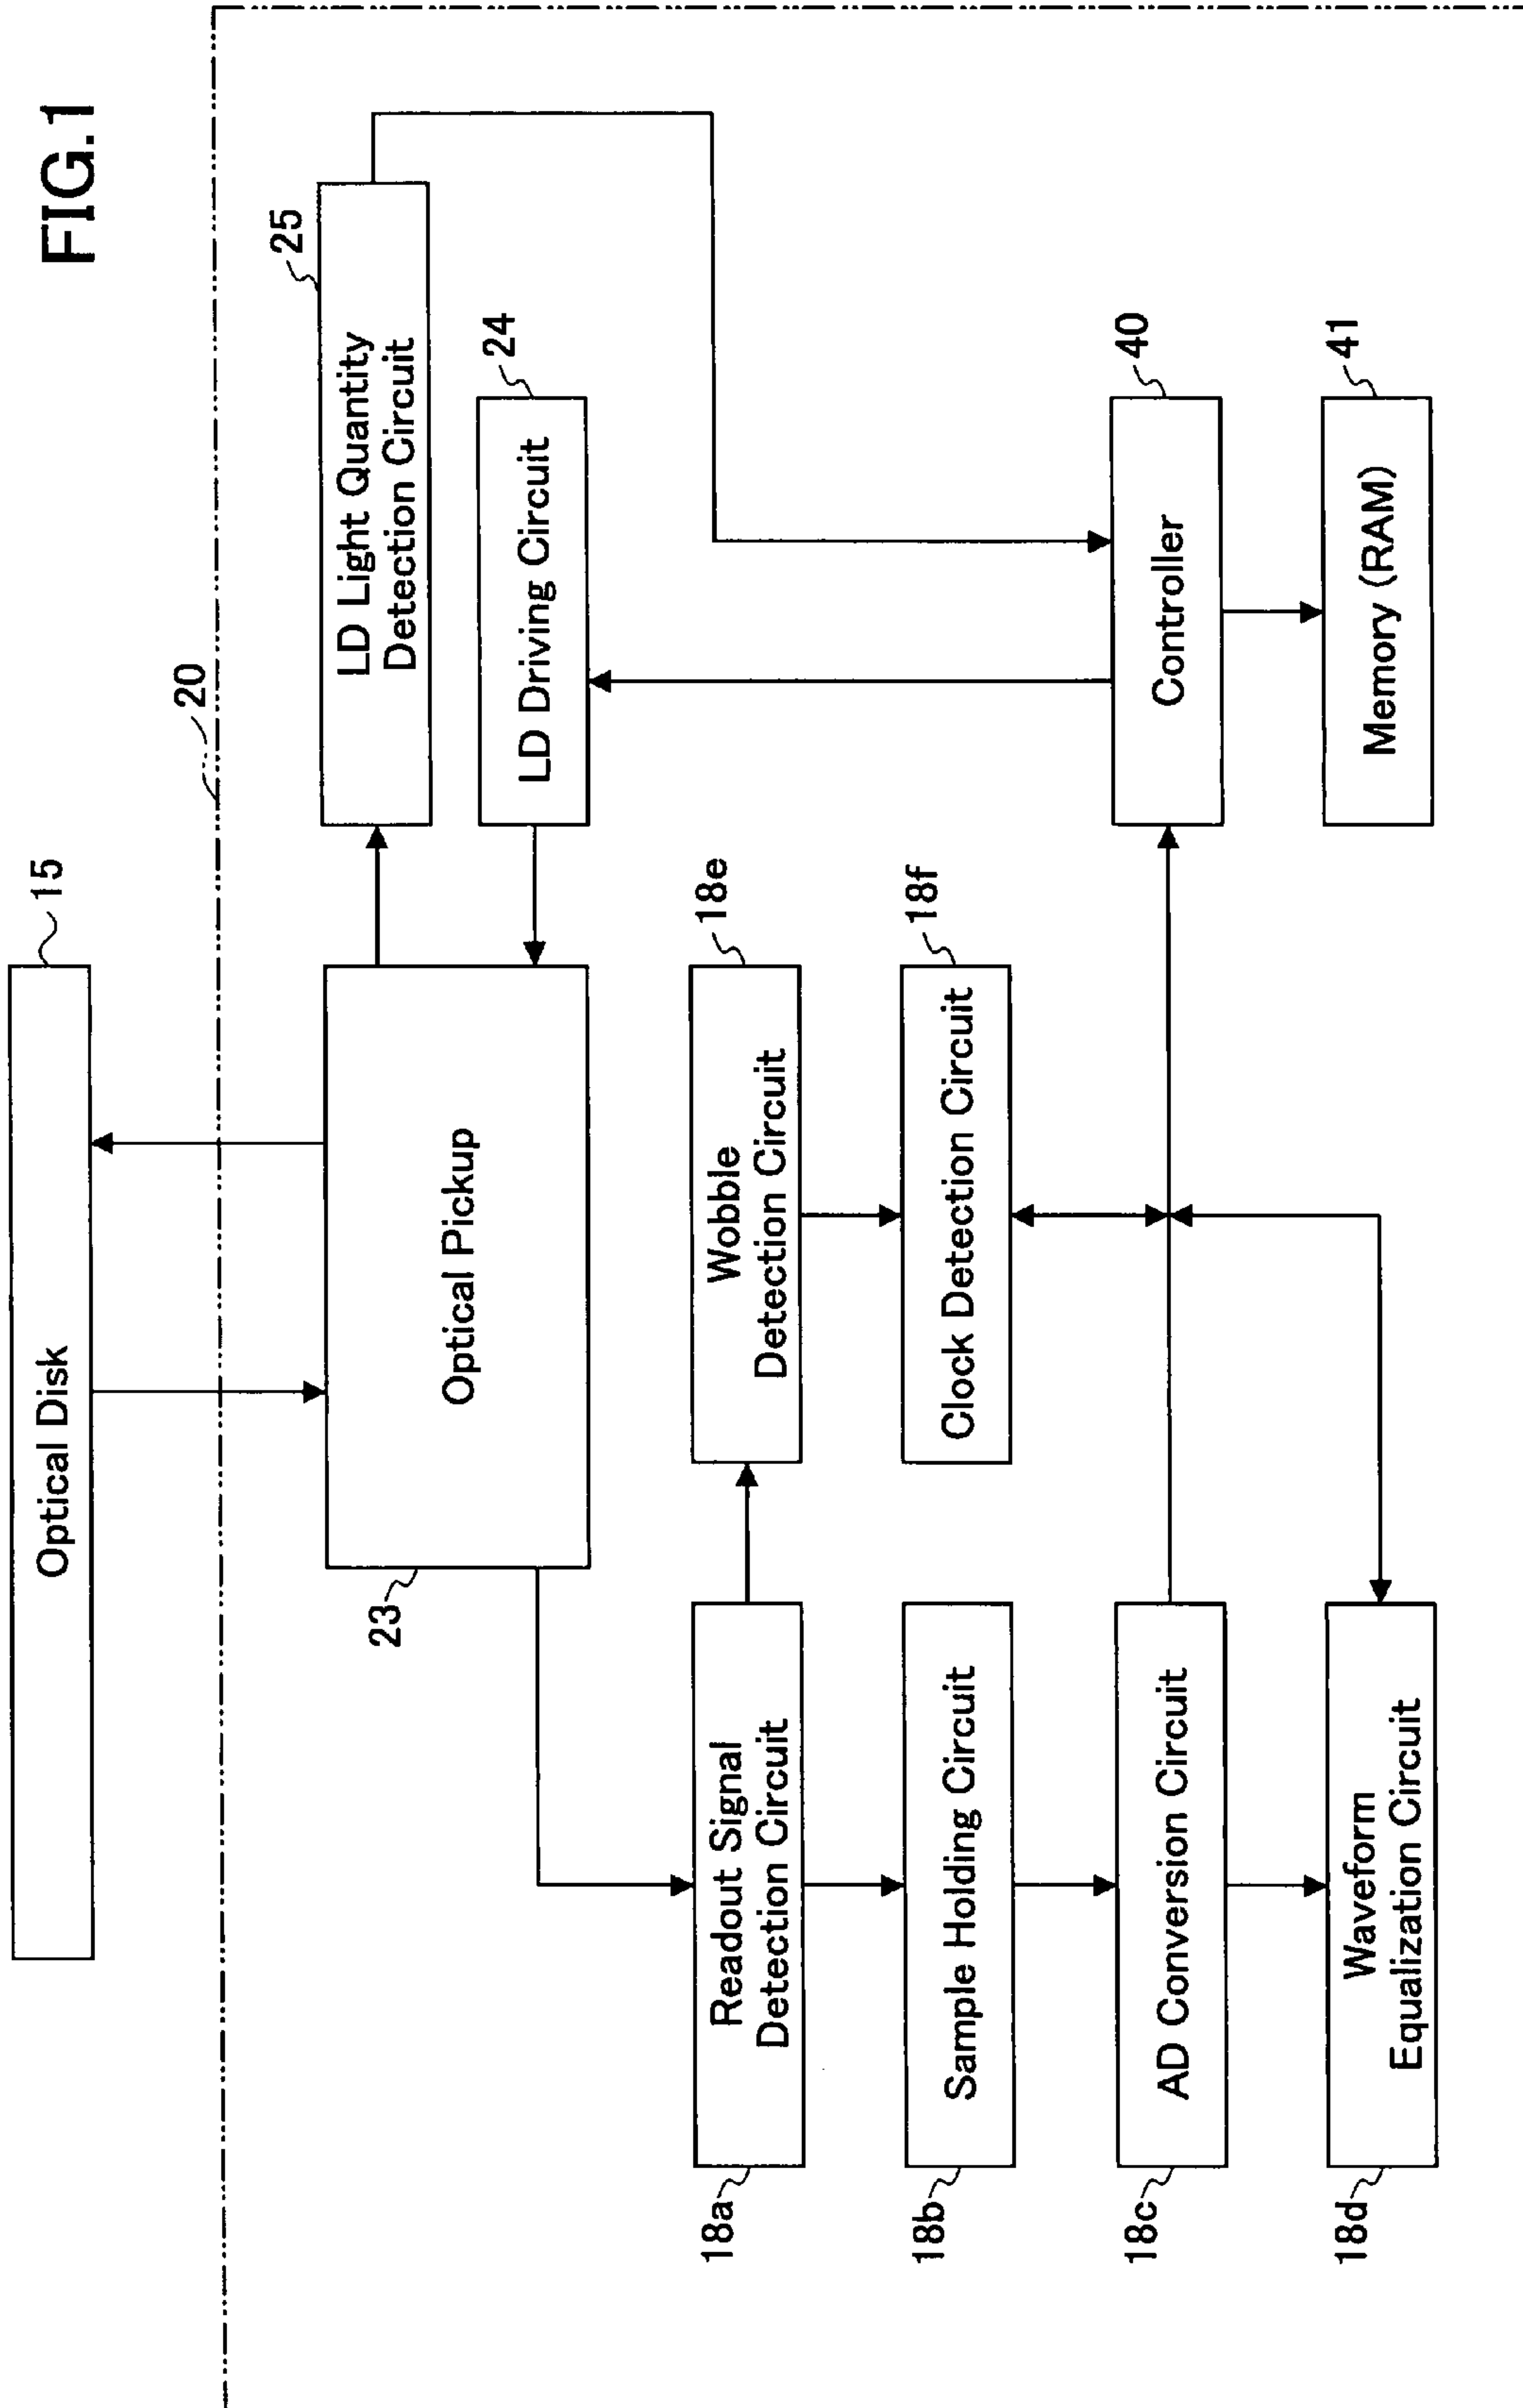 FIG.1
Optical Disk
15
20
Optical Pickup
23
LD Light Quantity
Detection Circuit
25
LD Driving Circuit
24
Readout Signal
Detection Circuit
18a
Wobble
Detection Circuit
18e
Sample Holding Circuit
18b
Clock Detection Circuit
18f
AD Conversion Circuit
18c
Controller
40
Waveform
Equalization Circuit
18d
Memory (RAM)
41